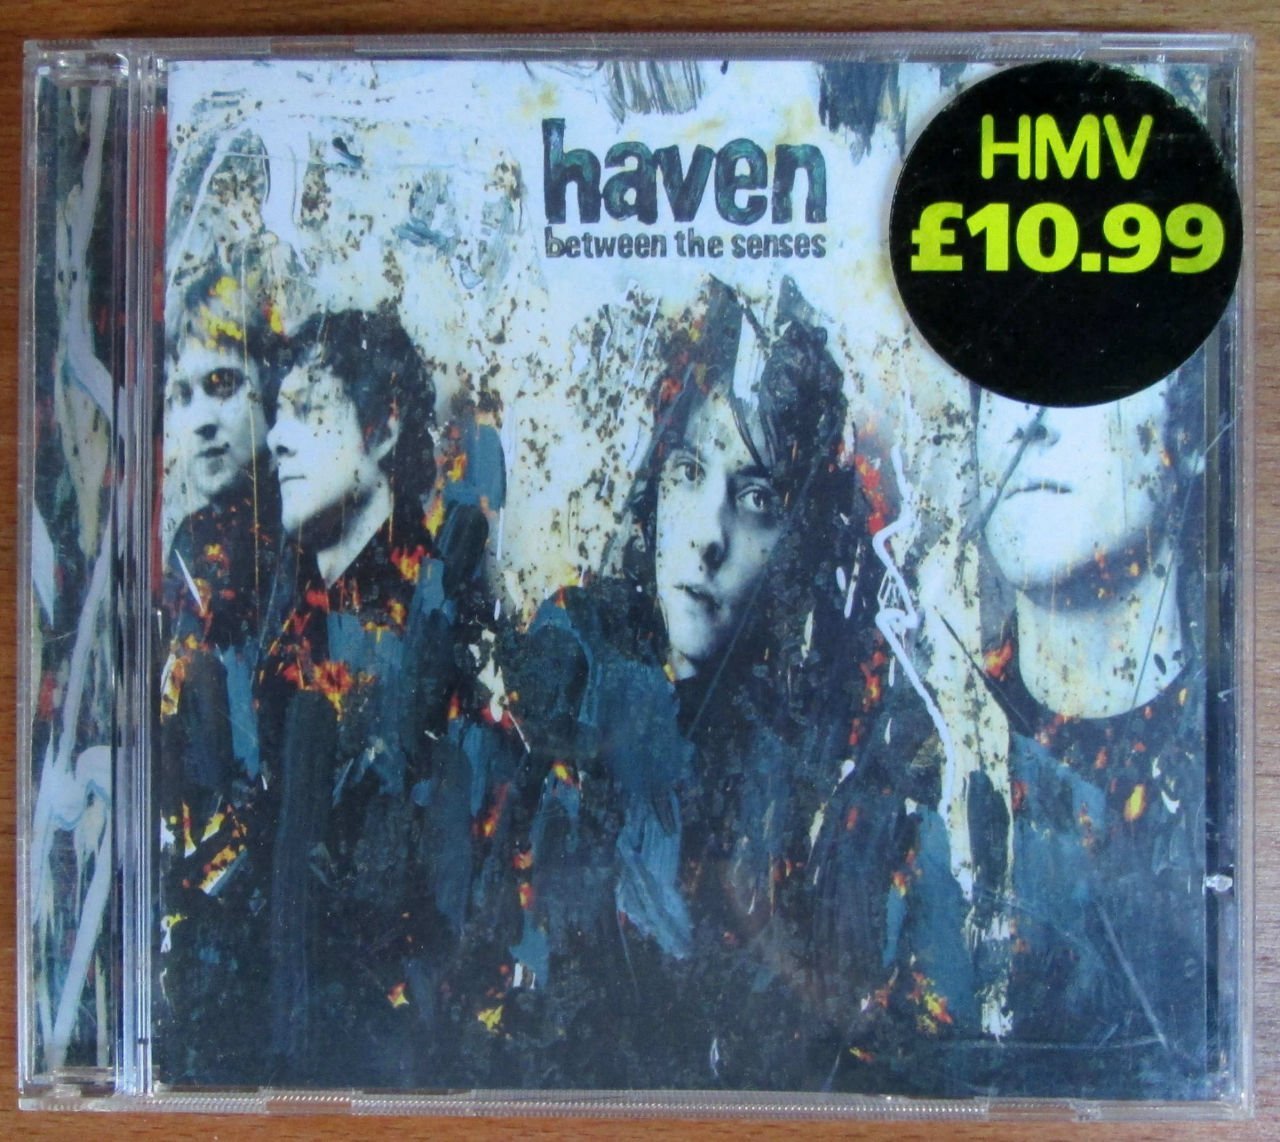 haven
between the senses
HMV
£10.99